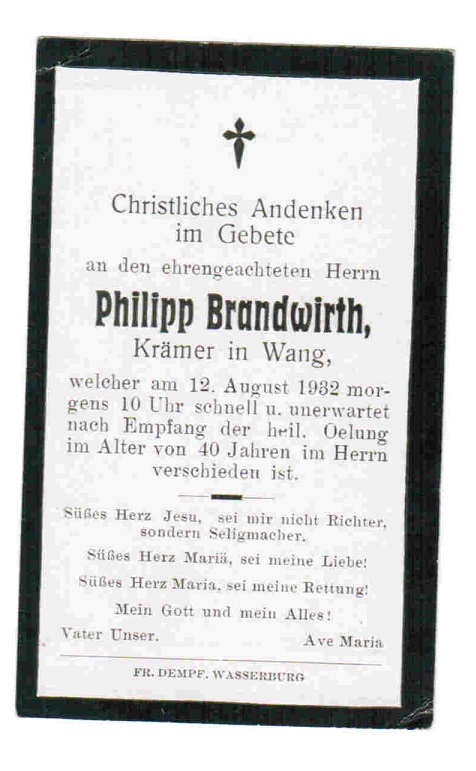 Christliches Andenken
im Gebete
an den ehrengeachteten Herrn
Philipp Brandwirth,
Krämer in Wang,
welcher am 12. August 1932 mor-
gens 10 Uhr schnell u. unerwartet
nach Empfang der heil. Oelung
im Alter von 40 Jahren im Herrn
verschieden ist.
Süßes Herz Jesu, sei mir nicht Richter,
sondern Seligmacher.
Süßes Herz Mariä, sei meine Liebe!
Süßes Herz Maria, sei meine Rettung!
Mein Gott und mein Alles!
Vater Unser. Ave Maria
FR. DEMPF. WASSERBURG